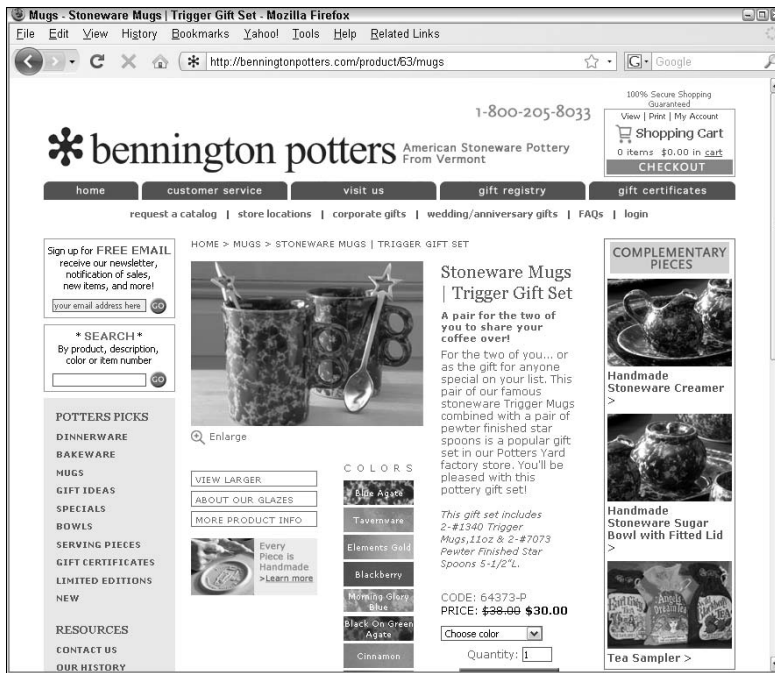 Mugs - Stoneware Mugs | Trigger Gift Set - Mozilla Firefox
File Edit View History Bookmarks Yahoo! Tools Help Related Links
http://benningtonpotters.com/product/63/mugs
G Google
100% Secure Shopping
Guaranteed
1-800-205-8033
View | Print | My Account
Shopping Cart
0 items $0.00 in cart
CHECKOUT
bennington potters
American Stoneware Pottery
From Vermont
home customer service visit us gift registry gift certificates
request a catalog | store locations | corporate gifts | wedding/anniversary gifts | FAQs | login
Sign up for FREE EMAIL
receive our newsletter,
notification of sales,
new items, and more!
your email address here GO
* SEARCH *
By product, description,
color or item number
GO
POTTERS PICKS
DINNERWARE
BAKEWARE
MUGS
GIFT IDEAS
SPECIALS
BOWLS
SERVING PIECES
GIFT CERTIFICATES
LIMITED EDITIONS
NEW
RESOURCES
CONTACT US
OUR HISTORY
HOME > MUGS > STONEWARE MUGS | TRIGGER GIFT SET
Enlarge
VIEW LARGER
ABOUT OUR GLAZES
MORE PRODUCT INFO
Every
Piece is
Handmade
>Learn more
COLORS
Blue Agate
Tavernware
Elements Gold
Blackberry
Morning Glory
Blue
Black On Green
Agate
Cinnamon
Stoneware Mugs
| Trigger Gift Set
A pair for the two of
you to share your
coffee over!
For the two of you... or
as the gift for anyone
special on your list. This
pair of our famous
stoneware Trigger Mugs
combined with a pair of
pewter finished star
spoons is a popular gift
set in our Potters Yard
factory store. You'll be
pleased with this
pottery gift set!
This gift set includes
2-#1340 Trigger
Mugs,11oz & 2-#7073
Pewter Finished Star
Spoons 5-1/2"L.
CODE: 64373-P
PRICE: $38.00 $30.00
Choose color
Quantity: 1
COMPLEMENTARY
PIECES
Handmade
Stoneware Creamer
>
Handmade
Stoneware Sugar
Bowl with Fitted Lid
>
Tea Sampler >